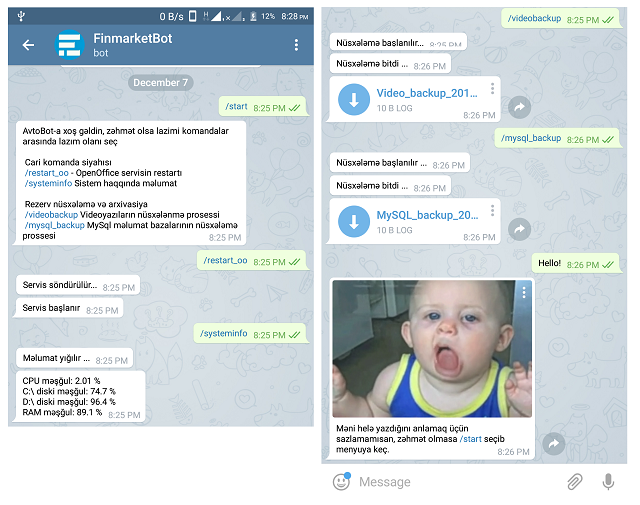 0 B/s 12% 8:28 PM
FinmarketBot
bot
December 7
/start 8:25 PM
AvtoBot-a xoş gəldin, zəhmət olsa lazimi komandalar
arasında lazım olanı seç
Cari komanda siyahısı
/restart_oo - OpenOffice servisin restartı
/systeminfo Sistem haqqında məlumat
Rezerv nüsxələmə və arxivasiya
/videobackup Videoyazıların nüsxələnmə prosessi
/mysql_backup MySql məlumat bazalarının nüsxələmə
prossesi
8:25 PM
/restart_oo 8:25 PM
Servis söndürülür... 8:25 PM
Servis başlanır 8:25 PM
/systeminfo 8:25 PM
Məlumat yığılır ... 8:25 PM
CPU məşğul: 2.01 %
C:\ diski məşğul: 74.7 %
D:\ diski məşğul: 96.4 %
RAM məşğul: 89.1 % 8:25 PM
/videobackup 8:25 PM
Nüsxələmə başlanılır... 8:25 PM
Nüsxələmə bitdi ... 8:26 PM
Video_backup_201...
10 B LOG
8:26 PM
/mysql_backup 8:26 PM
Nüsxələmə başlanır ... 8:26 PM
Nüsxələmə bitdi ... 8:26 PM
MySQL_backup_20...
10 B LOG
8:26 PM
Hello! 8:26 PM
Məni helə yazdığını anlamaq üçün
sazlamamısan, zəhmət olmasa /start seçib
menyuya keç.
8:26 PM
Message